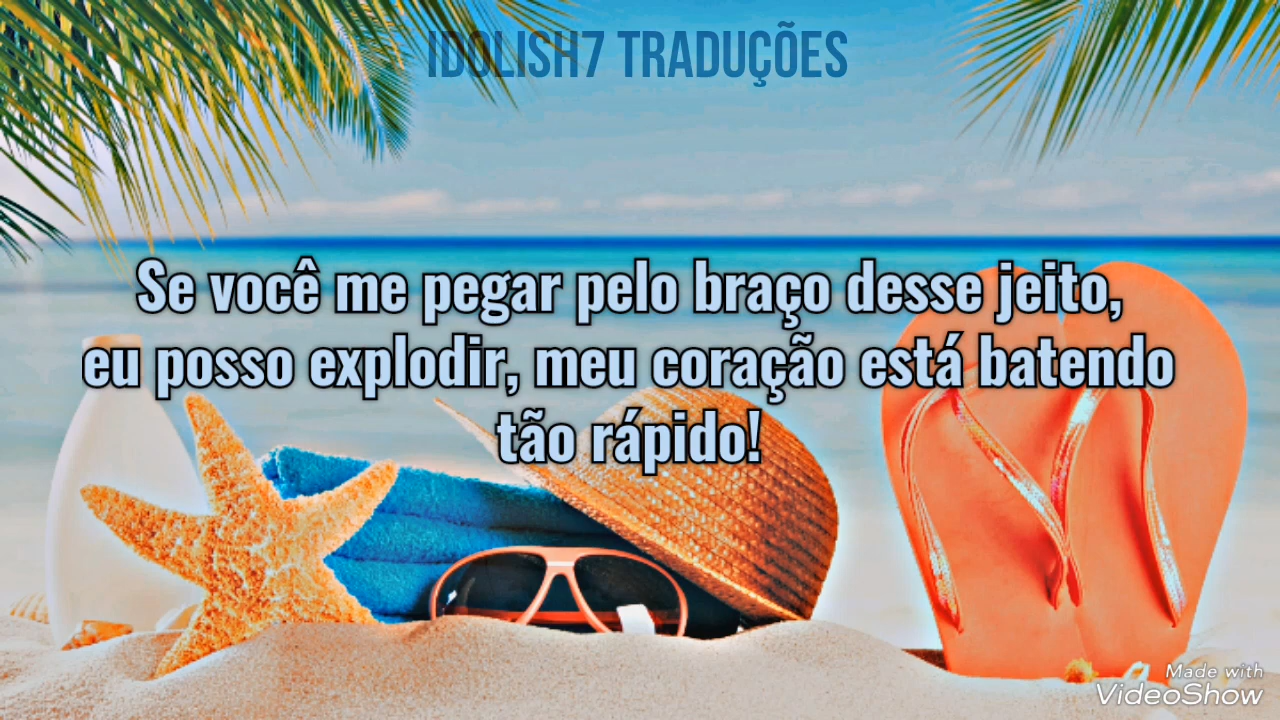 IDOLISH7 TRADUÇÕES
Se você me pegar pelo braço desse jeito,
eu posso explodir, meu coração está batendo
tão rápido!
Made with
VideoShow